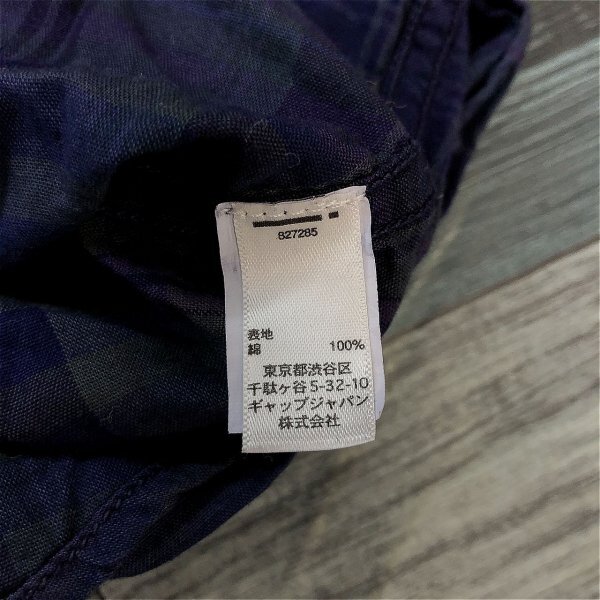 827285
表地
綿 100%
東京都渋谷区
千駄ヶ谷5-32-10
ギャップジャパン
株式会社